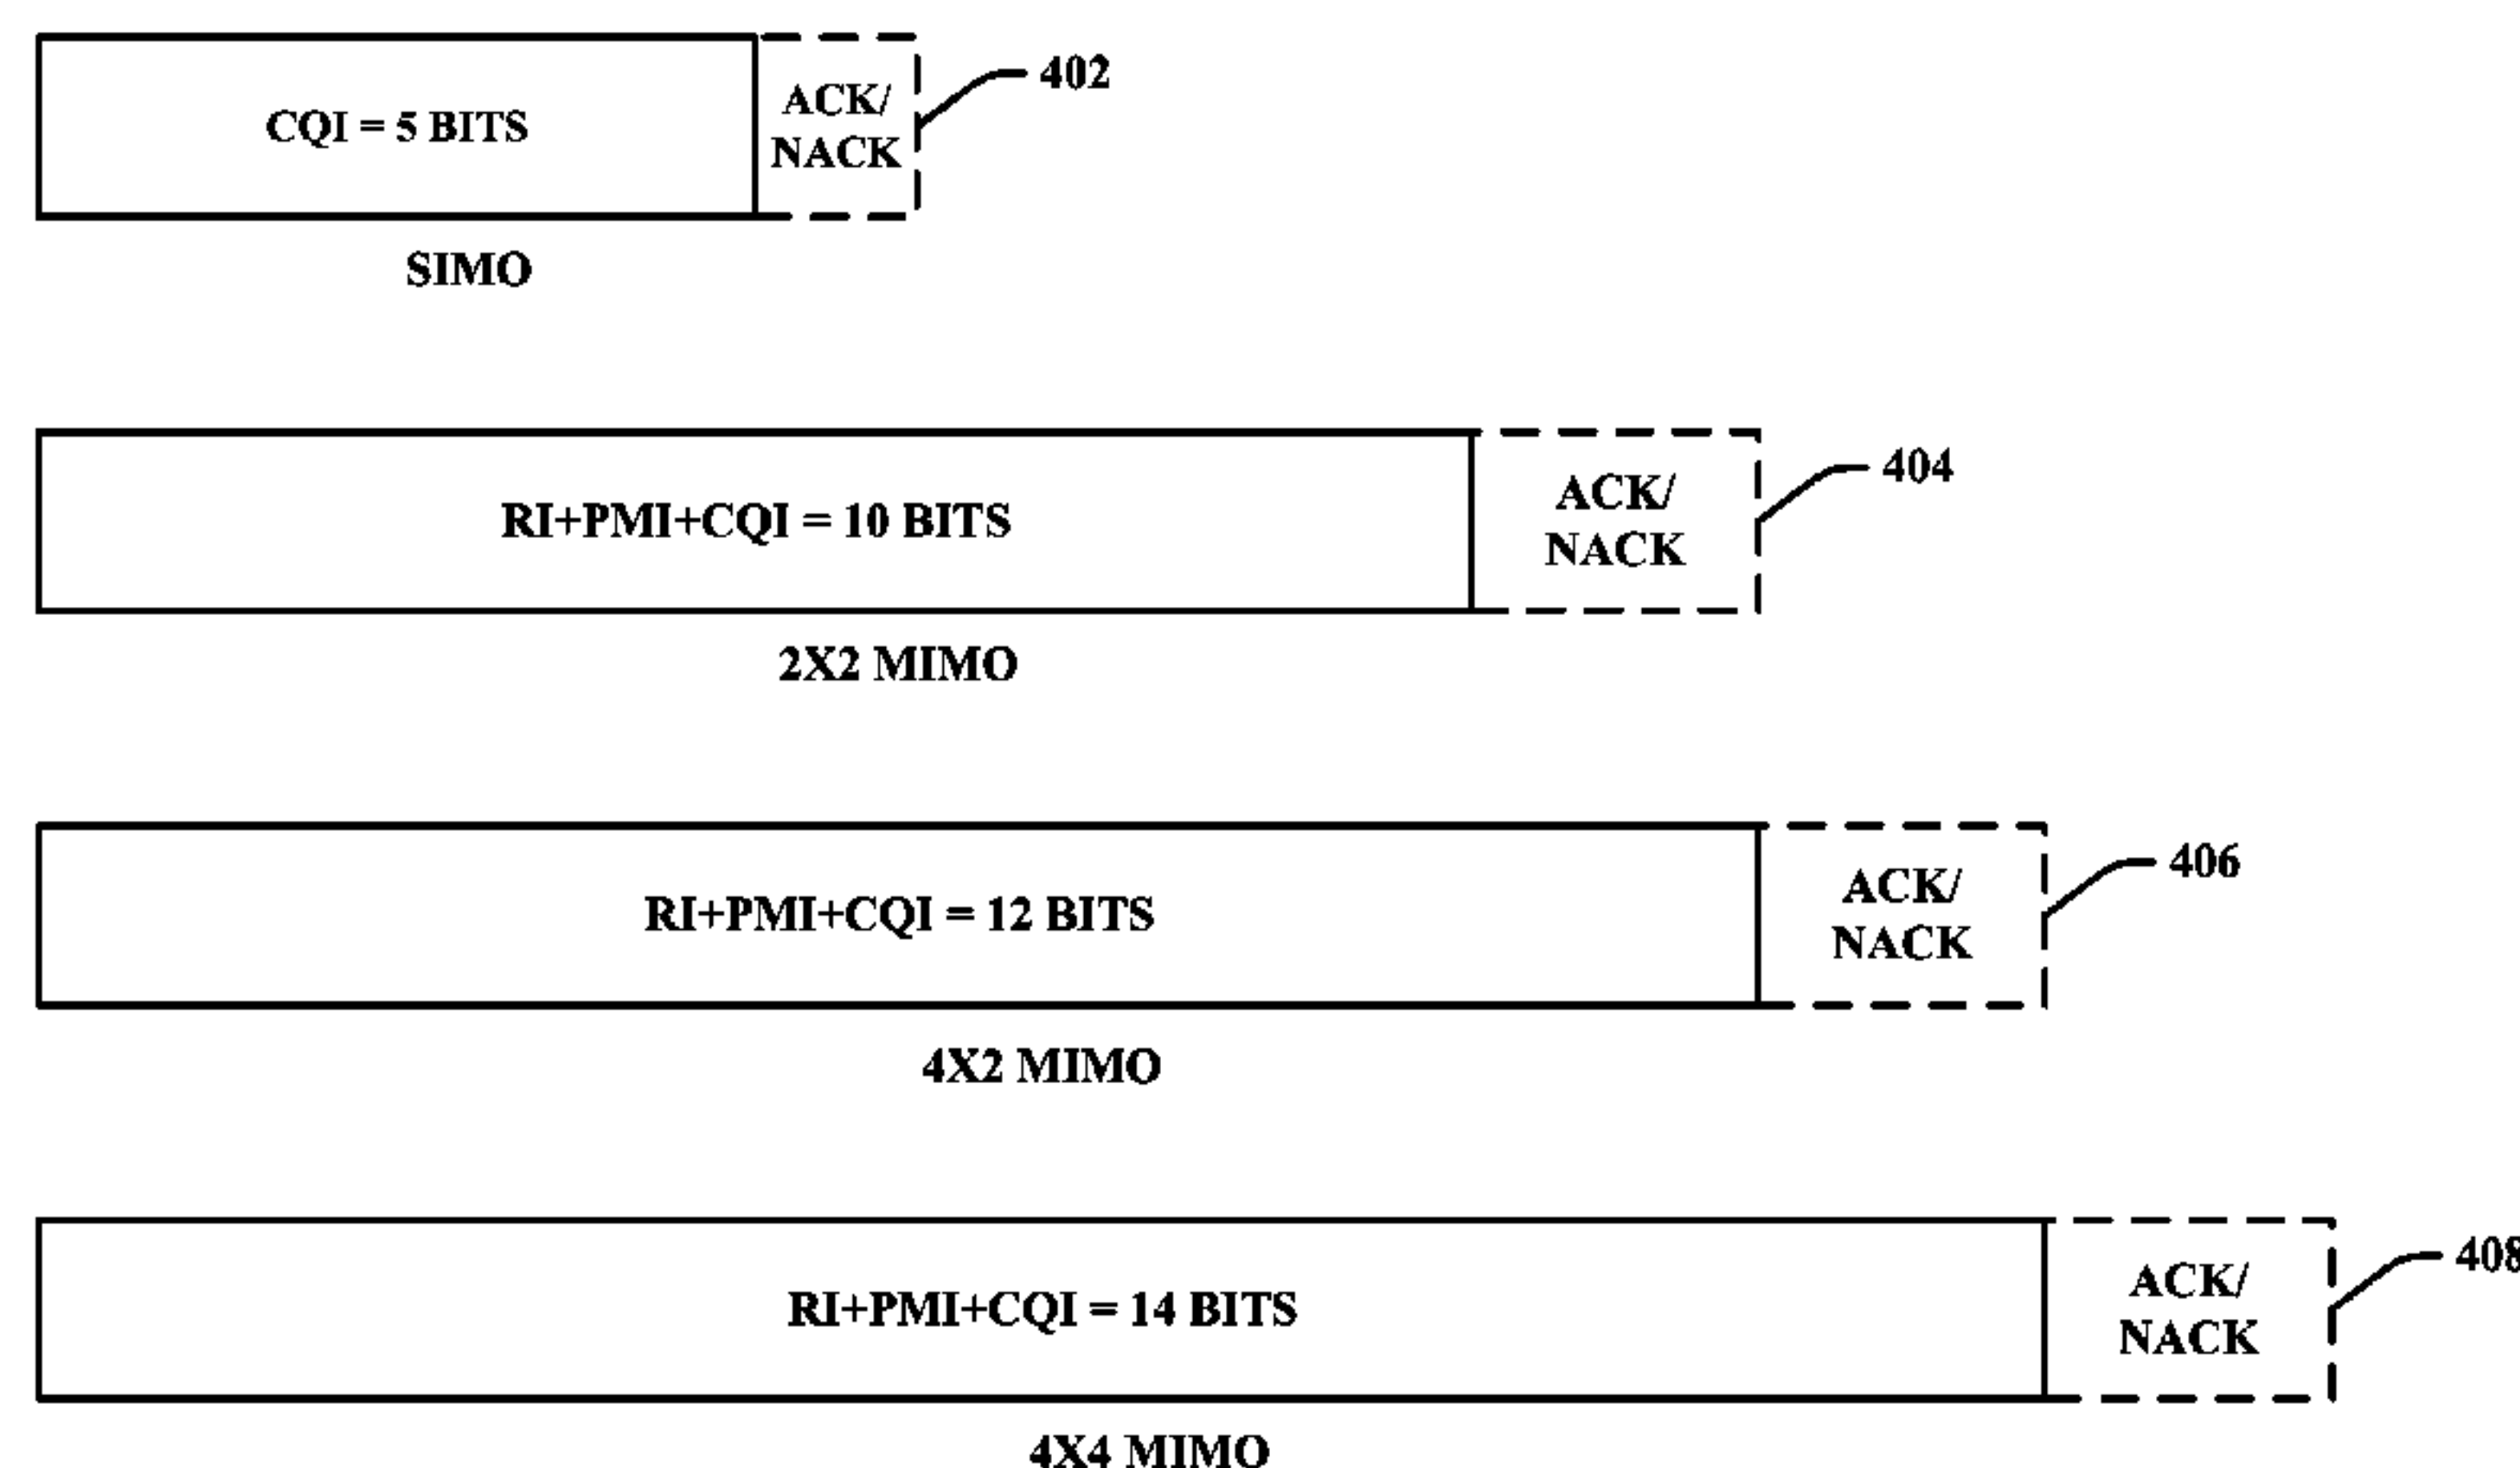 CQI = 5 BITS
ACK/
NACK
402
SIMO
RI+PMI+CQI = 10 BITS
ACK/
NACK
404
2X2 MIMO
RI+PMI+CQI = 12 BITS
ACK/
NACK
406
4X2 MIMO
RI+PMI+CQI = 14 BITS
ACK/
NACK
408
4X4 MIMO